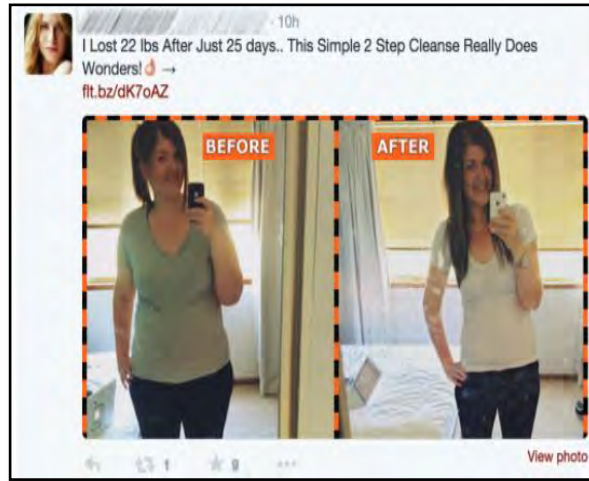 10h
I Lost 22 lbs After Just 25 days.. This Simple 2 Step Cleanse Really Does
Wonders!👌 →
flt.bz/dK7oAZ
BEFORE AFTER
1 9
View photo